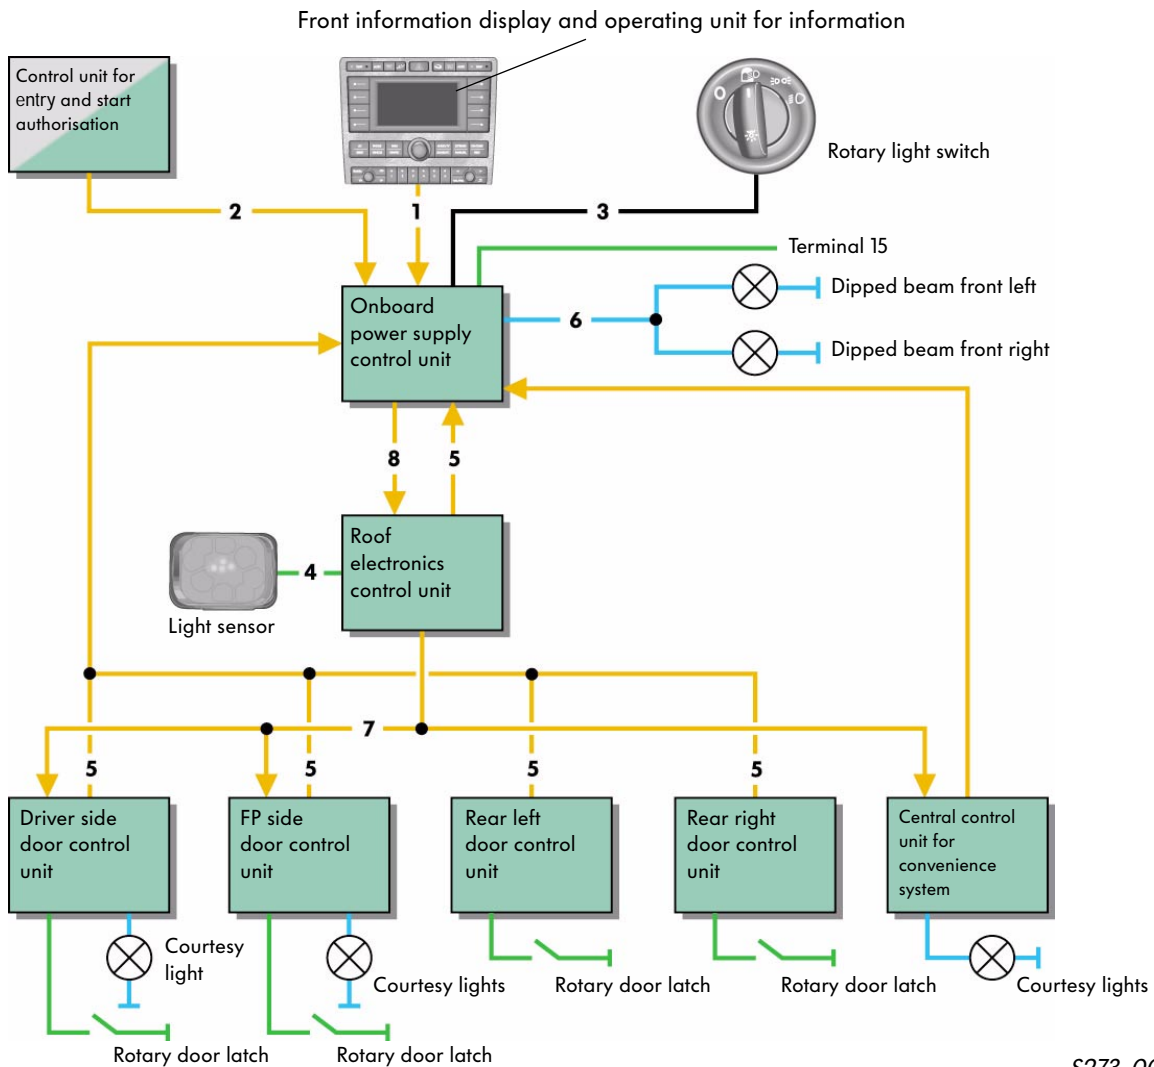 Front information display and operating unit for information
Control unit for
entry and start
authorisation
Rotary light switch
2
1
3
Terminal 15
Onboard
power supply
control unit
6
Dipped beam front left
Dipped beam front right
8
5
Roof
electronics
control unit
4
Light sensor
7
5
5
5
5
Driver side
door control
unit
FP side
door control
unit
Rear left
door control
unit
Rear right
door control
unit
Central control
unit for
convenience
system
Courtesy
light
Courtesy lights
Rotary door latch
Rotary door latch
Courtesy lights
Rotary door latch
Rotary door latch